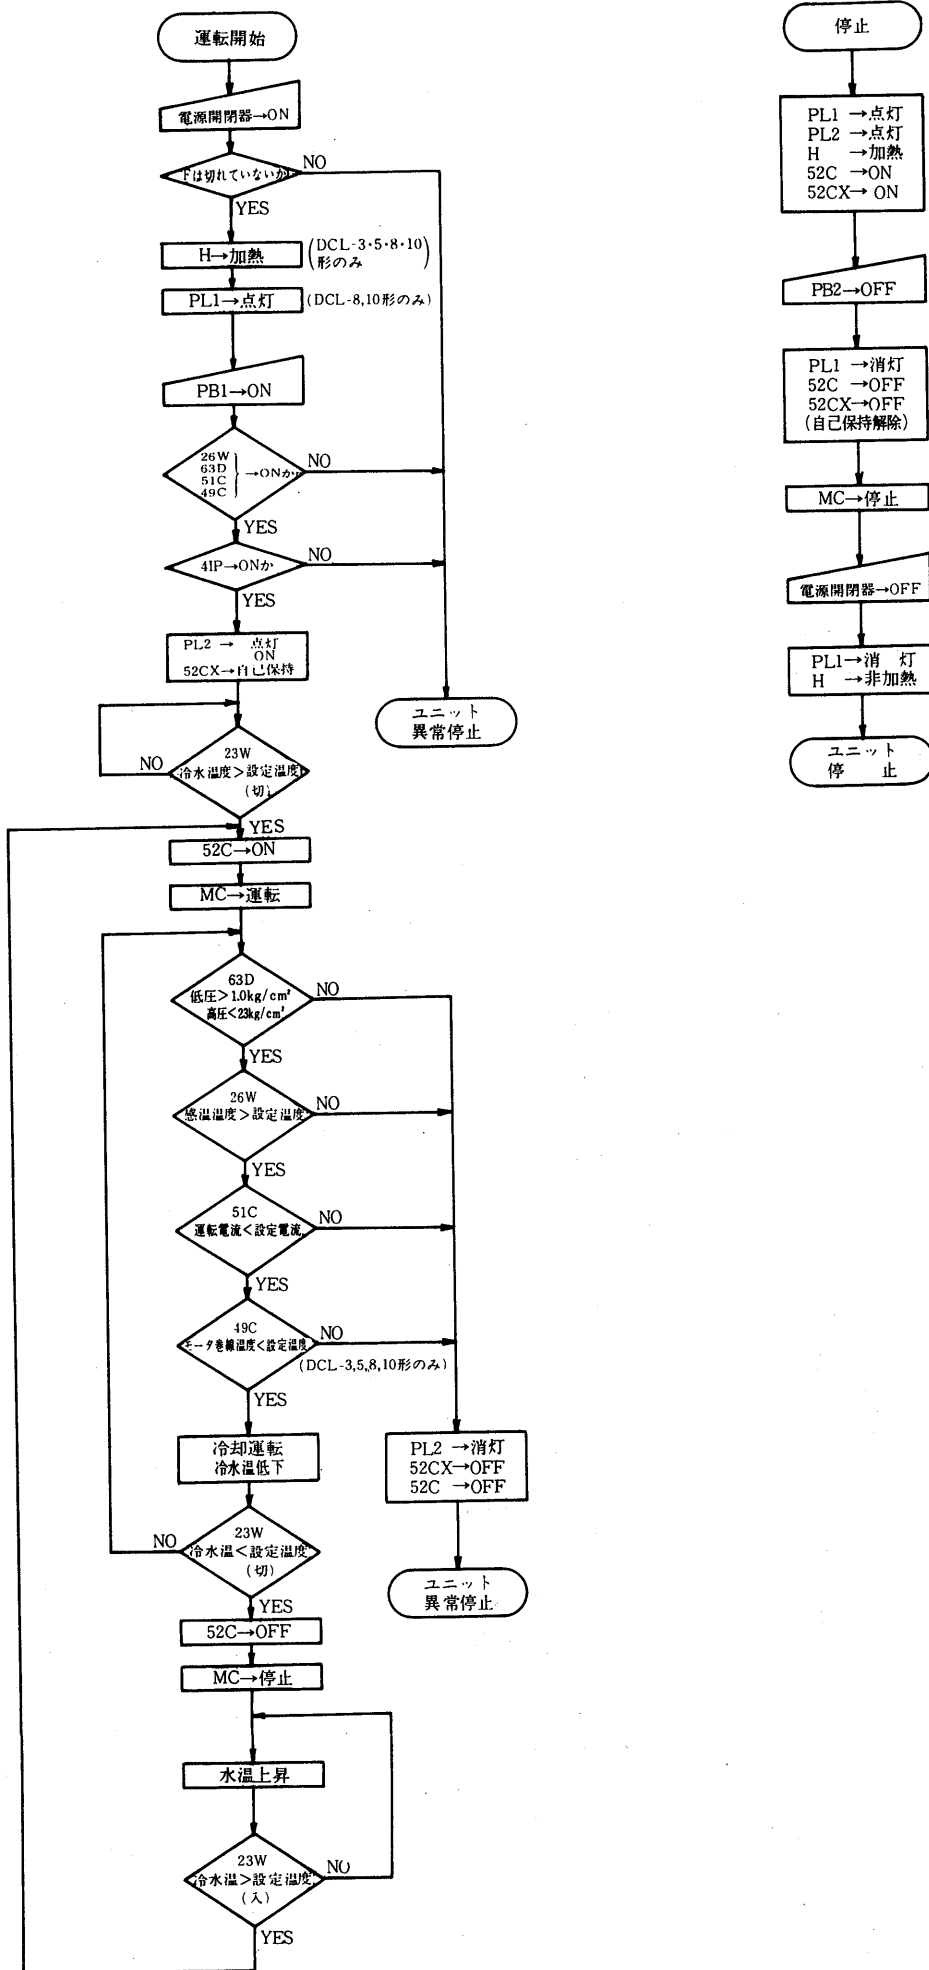 運転開始
電源開閉器→ON
Fは切れていないか
NO
YES
H→加熱
(DCL-3・5・8・10)
形のみ
PL1→点灯
(DCL-8,10形のみ)
PB1→ON
26W
63D
51C
49C
→ONか
NO
YES
41P→ONか
NO
YES
PL2 → 点灯
ON
52CX→自己保持
ユニット
異常停止
23W
冷水温度>設定温度
(切)
NO
YES
52C→ON
MC→運転
63D
低圧>1.0kg/cm²
高圧<23kg/cm²
NO
YES
26W
感温温度>設定温度
NO
YES
51C
運転電流<設定電流
NO
YES
49C
モータ巻線温度<設定温度
NO
(DCL-3,5,8,10形のみ)
YES
冷却運転
冷水温低下
PL2 →消灯
52CX→OFF
52C →OFF
23W
冷水温<設定温度
(切)
NO
YES
ユニット
異常停止
52C→OFF
MC→停止
水温上昇
23W
冷水温>設定温度
(入)
NO
YES
停止
PL1 →点灯
PL2 →点灯
H →加熱
52C →ON
52CX→ON
PB2→OFF
PL1 →消灯
52C →OFF
52CX→OFF
(自己保持解除)
MC→停止
電源開閉器→OFF
PL1→消 灯
H →非加熱
ユニット
停 止